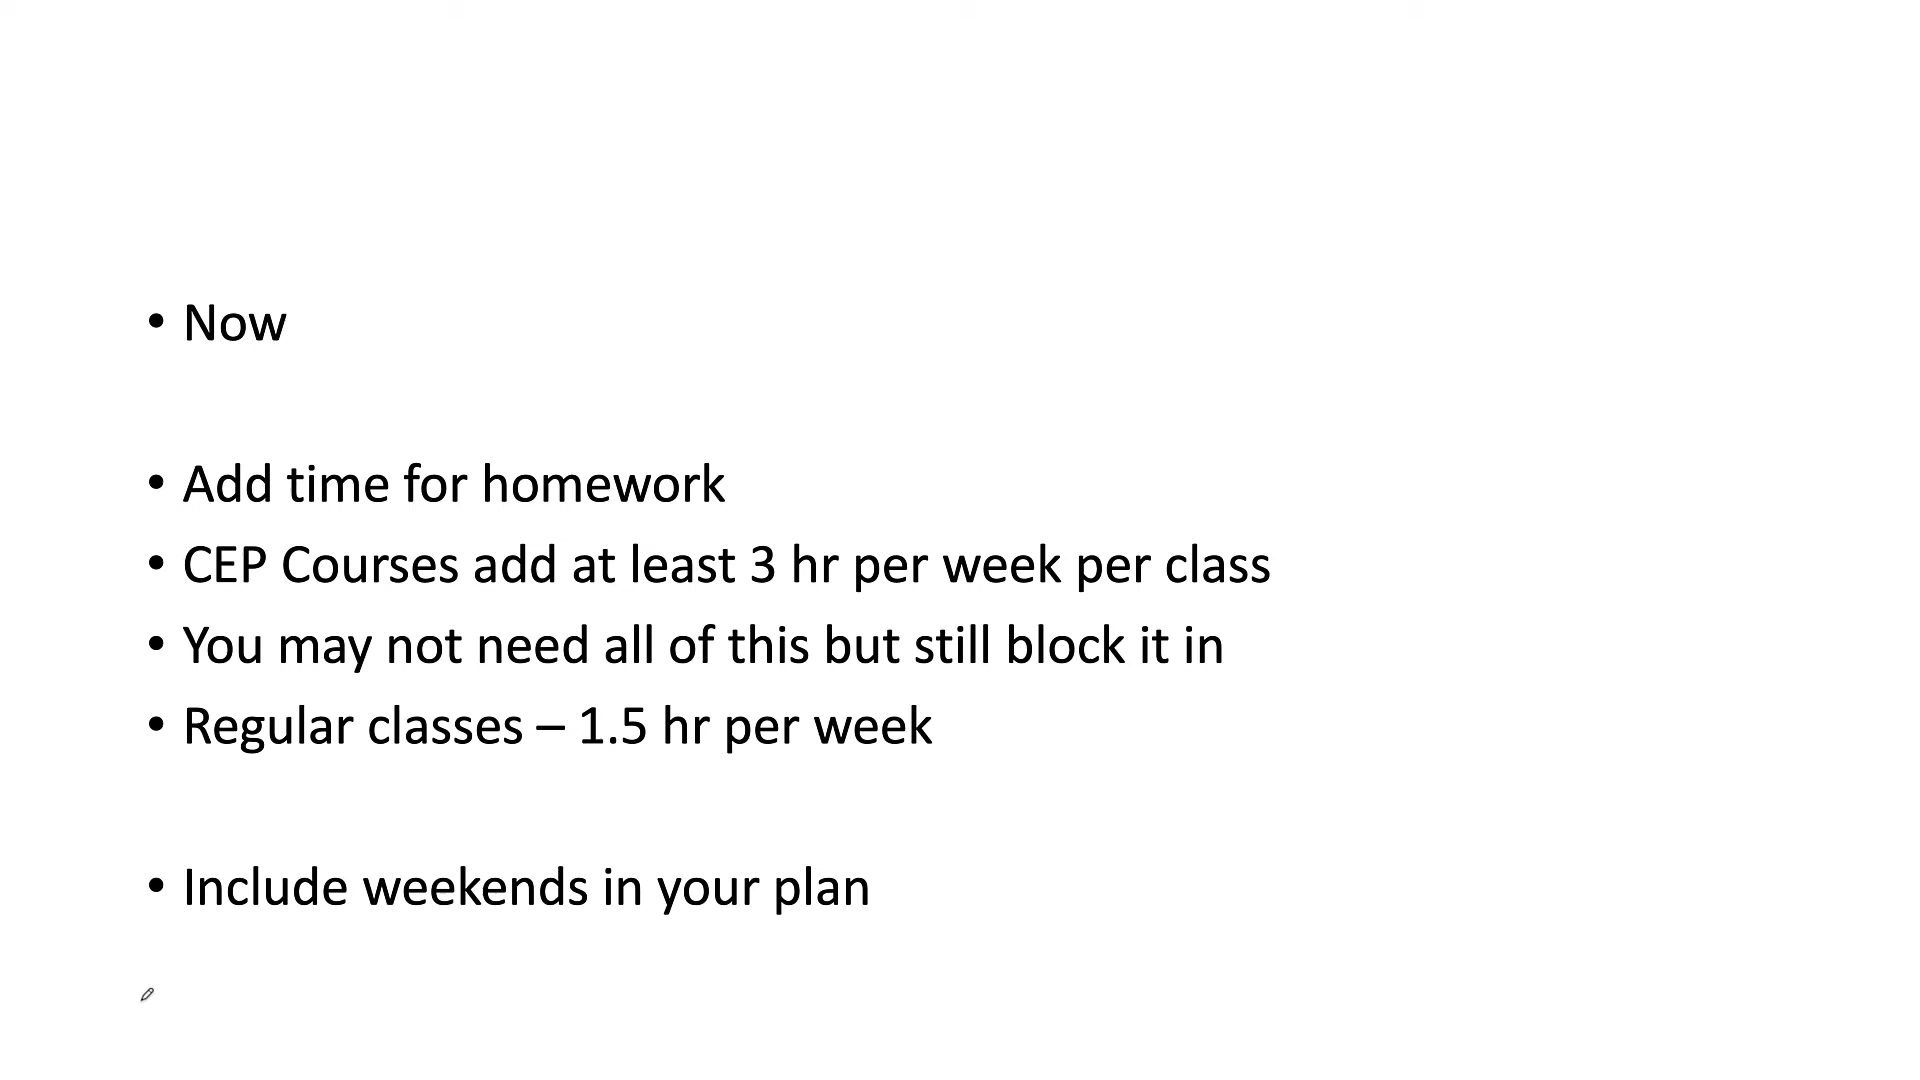 • Now
• Add time for homework
• CEP Courses add at least 3 hr per week per class
• You may not need all of this but still block it in
• Regular classes – 1.5 hr per week
• Include weekends in your plan